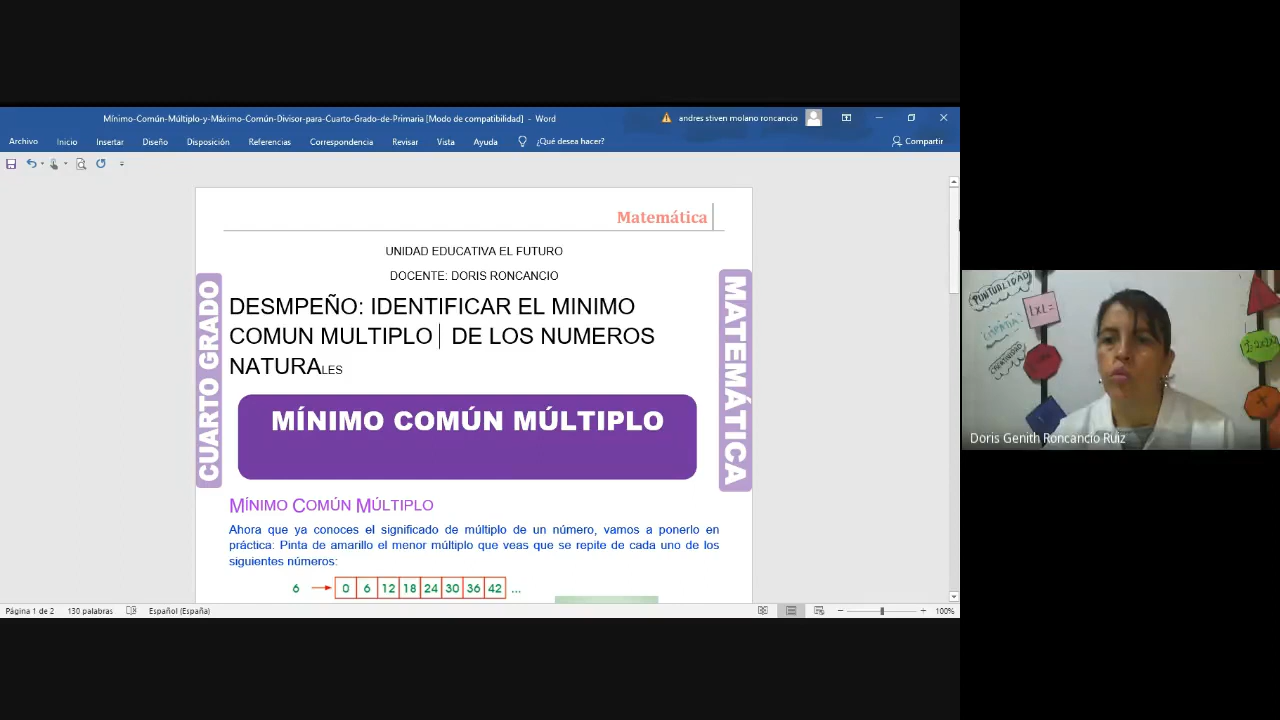 Mínimo-Común-Múltiplo-y-Máximo-Común-Divisor-para-Cuarto-Grado-de-Primaria [Modo de compatibilidad] - Word
andres stiven molano roncancio
Archivo Inicio Insertar Diseño Disposición Referencias Correspondencia Revisar Vista Ayuda ¿Qué desea hacer? Compartir
Matemática
UNIDAD EDUCATIVA EL FUTURO
DOCENTE: DORIS RONCANCIO
DESMPEÑO: IDENTIFICAR EL MINIMO
COMUN MULTIPLO DE LOS NUMEROS
NATURALES
CUARTO GRADO
MATEMÁTICA
MÍNIMO COMÚN MÚLTIPLO
MÍNIMO COMÚN MÚLTIPLO
Ahora que ya conoces el significado de múltiplo de un número, vamos a ponerlo en
práctica: Pinta de amarillo el menor múltiplo que veas que se repite de cada uno de los
siguientes números:
6 → 0 6 12 18 24 30 36 42 ...
Página 1 de 2 130 palabras Español (España) 100%
PUNTUALIDAD
1X1=
Doris Genith Roncancio Ruiz